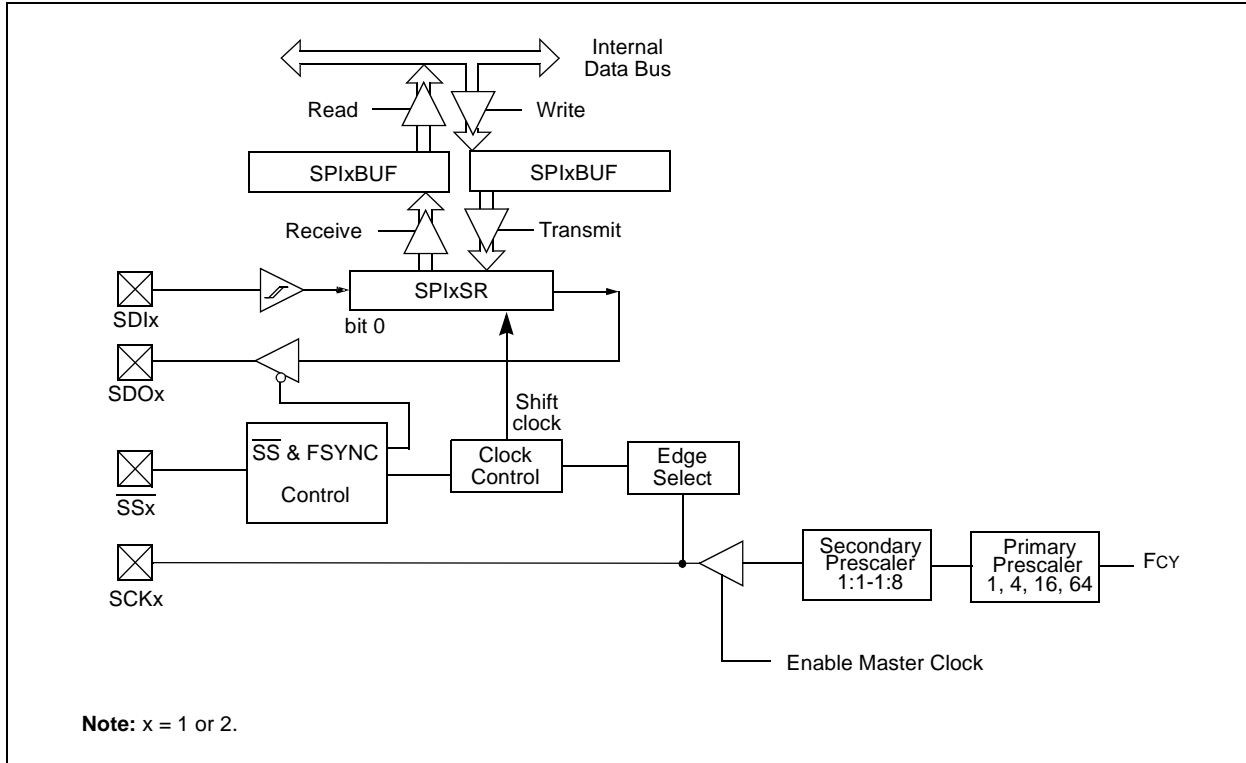 Internal
Data Bus
Read
Write
SPIxBUF
SPIxBUF
Receive
Transmit
SPIxSR
SDIx
bit 0
SDOx
Shift
clock
SS & FSYNC
Control
Clock
Control
Edge
Select
SSx
Secondary
Prescaler
1:1-1:8
Primary
Prescaler
1, 4, 16, 64
FCY
SCKx
Enable Master Clock
Note: x = 1 or 2.